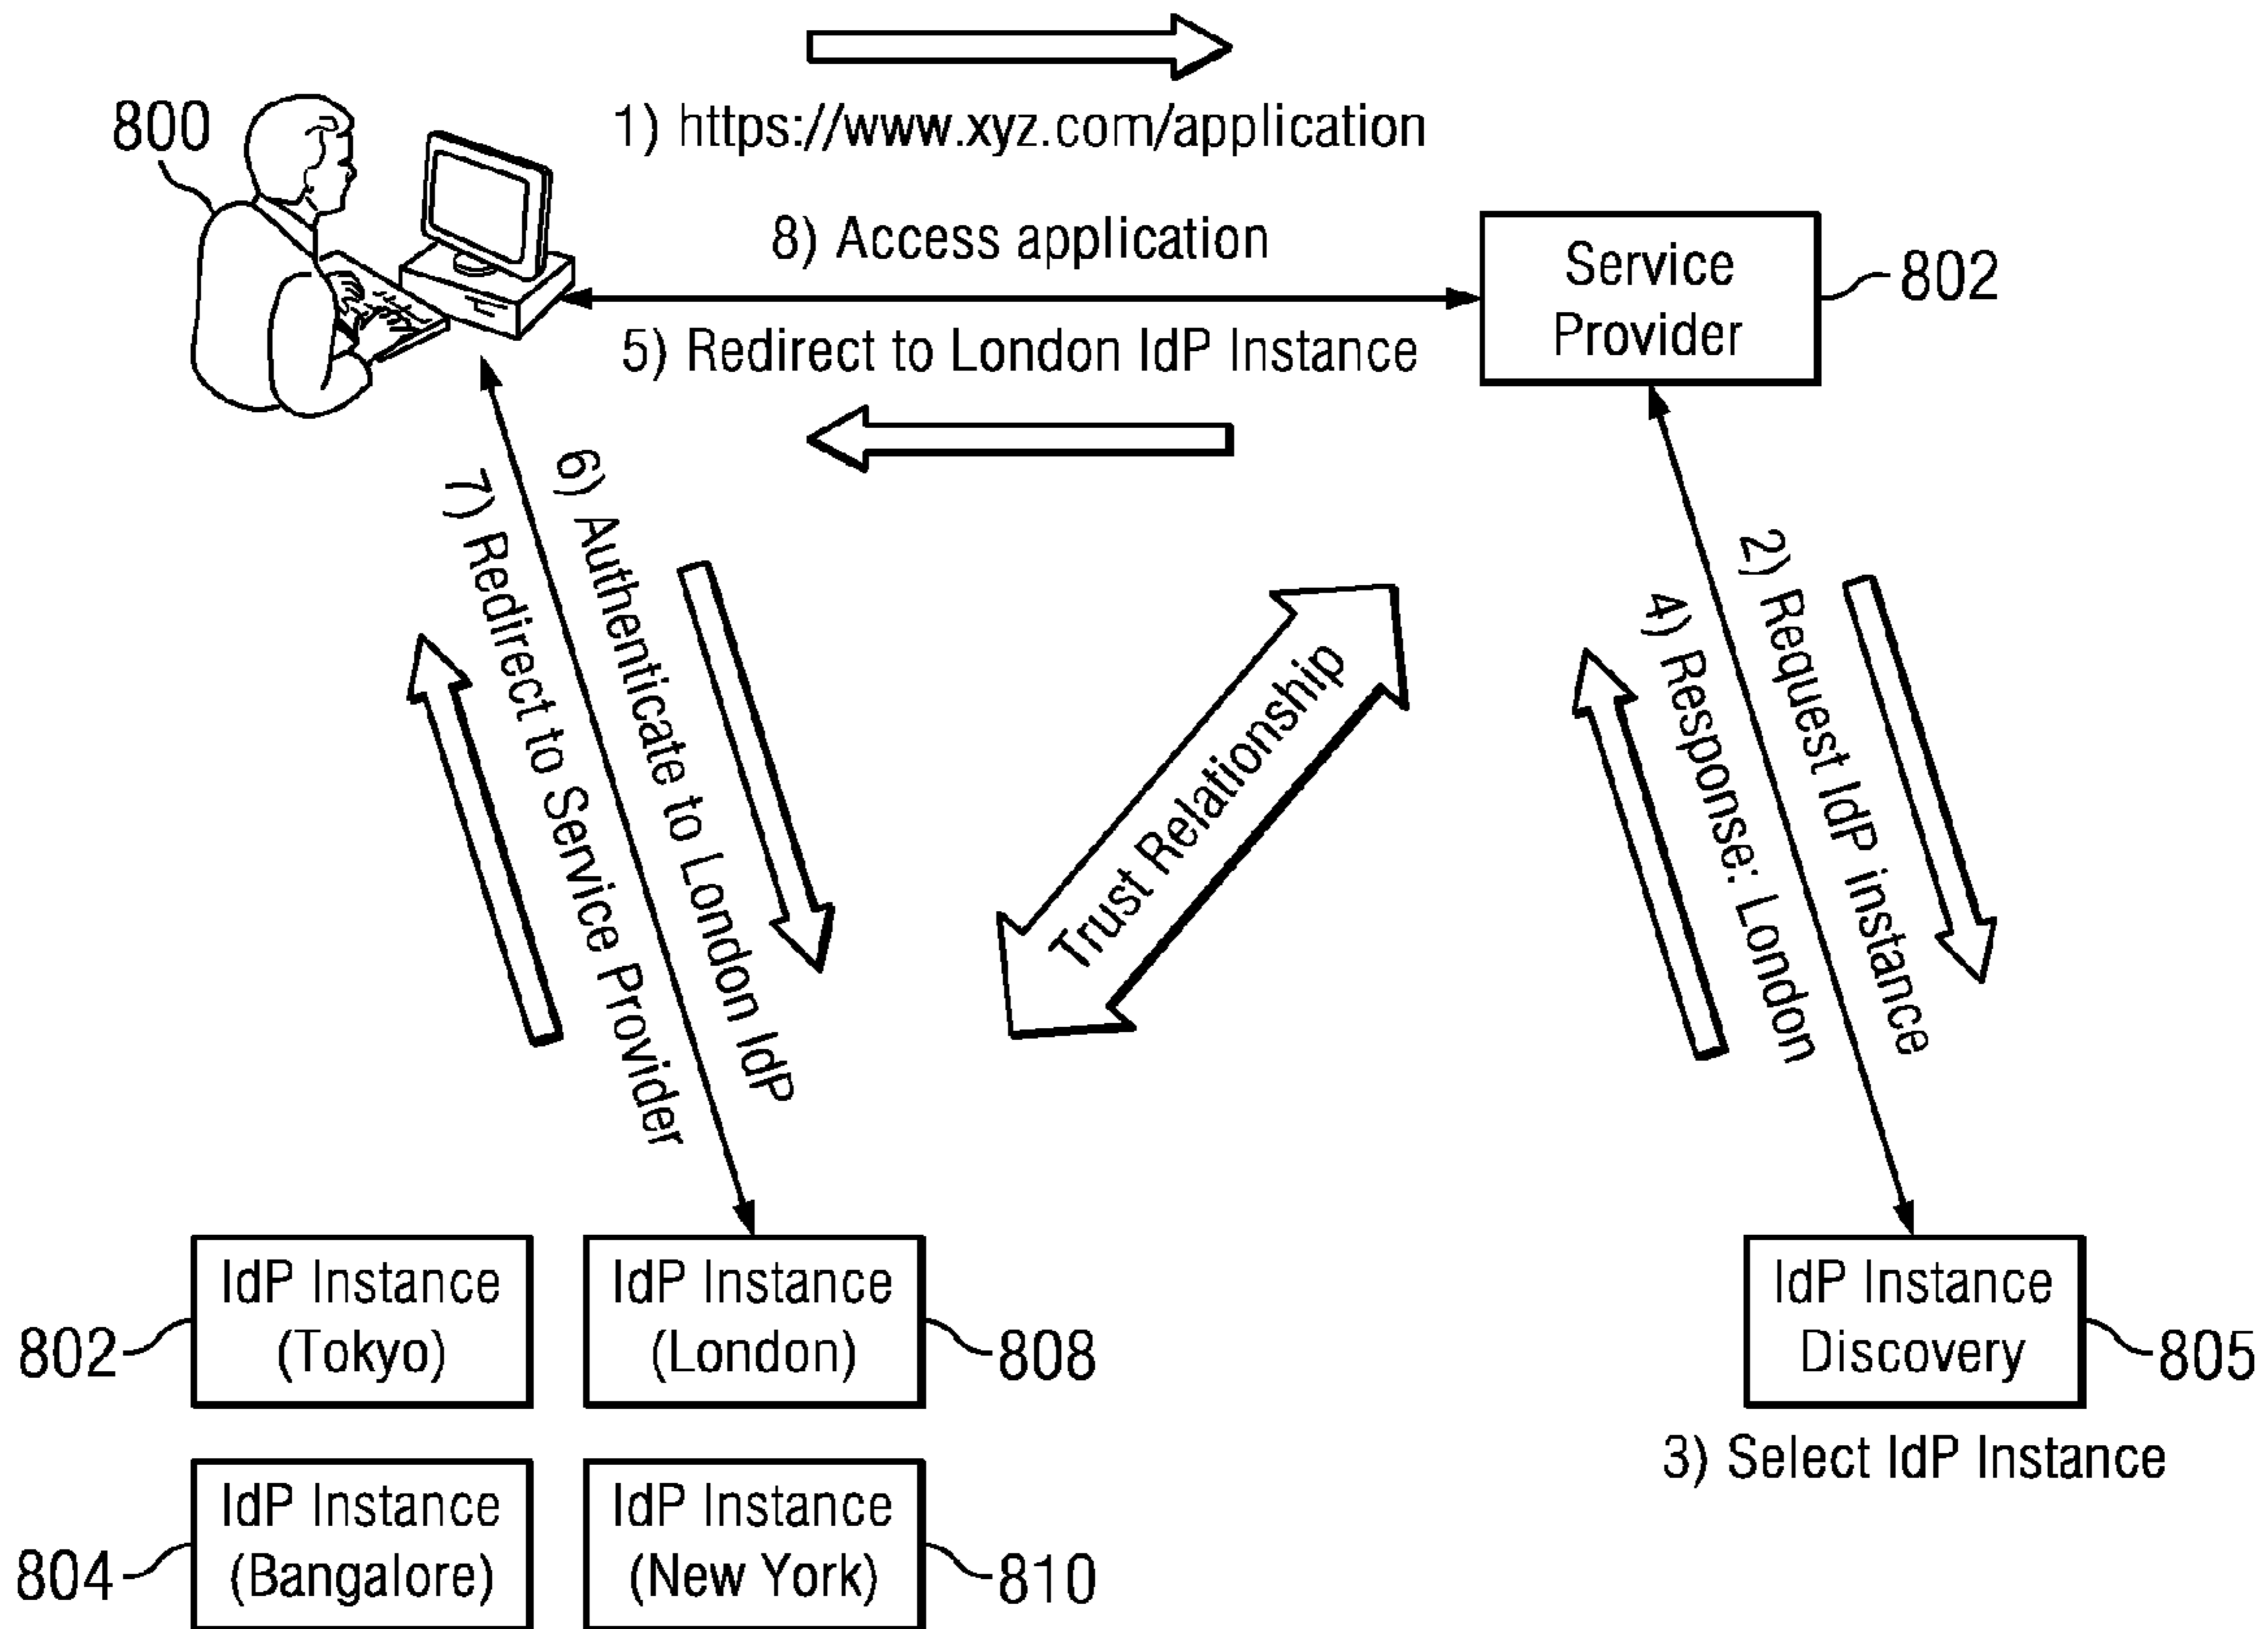 800
1) https://www.xyz.com/application
8) Access application
Service
Provider
802
5) Redirect to London IdP Instance
7) Redirect to Service Provider
6) Authenticate to London IdP
Trust Relationship
4) Response: London
2) Request IdP instance
IdP Instance
(Tokyo)
802
IdP Instance
(London)
808
IdP Instance
Discovery
805
3) Select IdP Instance
IdP Instance
(Bangalore)
804
IdP Instance
(New York)
810